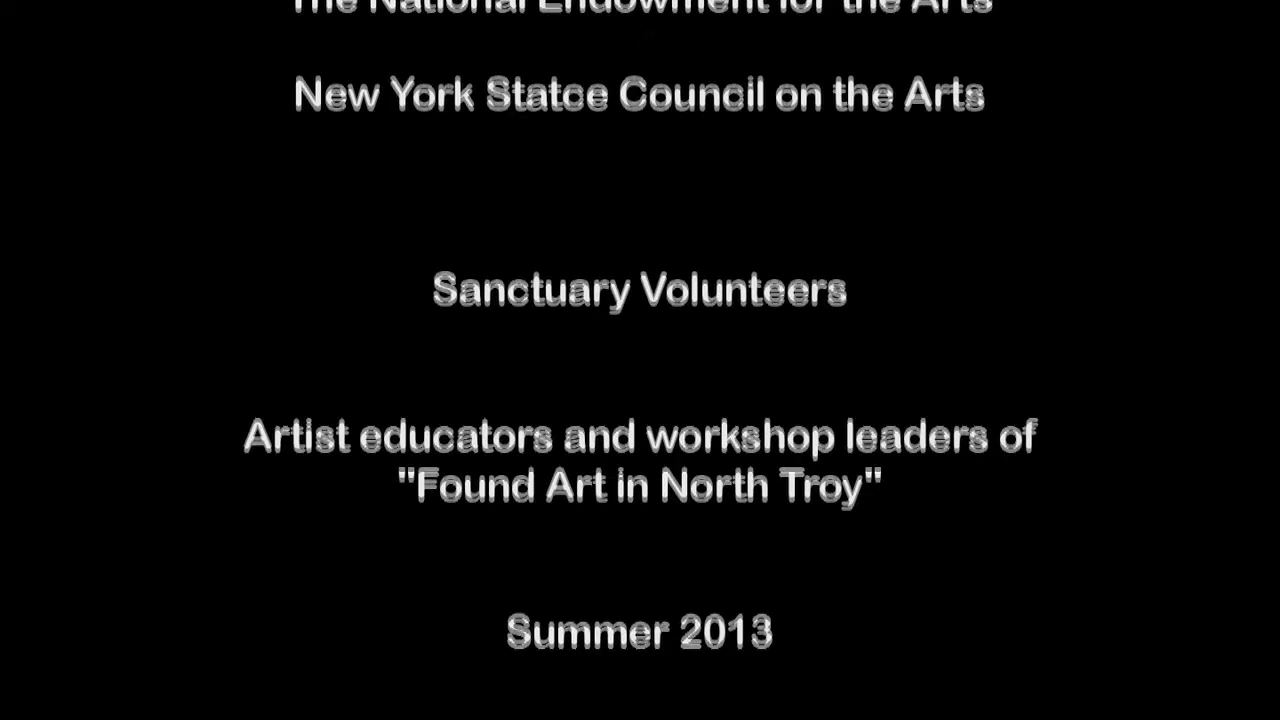 The National Endowment for the Arts
New York Statce Council on the Arts
Sanctuary Volunteers
Artist educators and workshop leaders of
"Found Art in North Troy"
Summer 2013